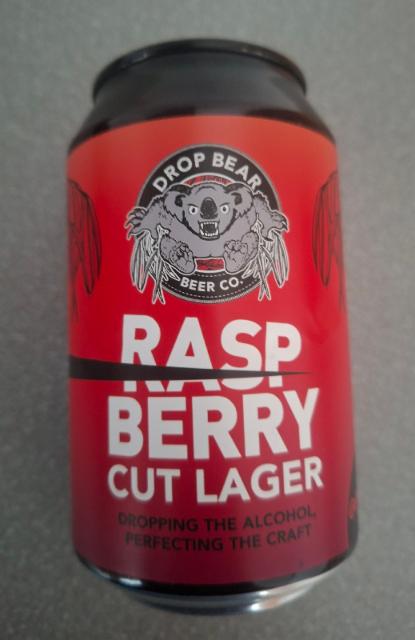 DROP BEAR
BEER CO.
RASP
BERRY
CUT LAGER
DROPPING THE ALCOHOL,
PERFECTING THE CRAFT